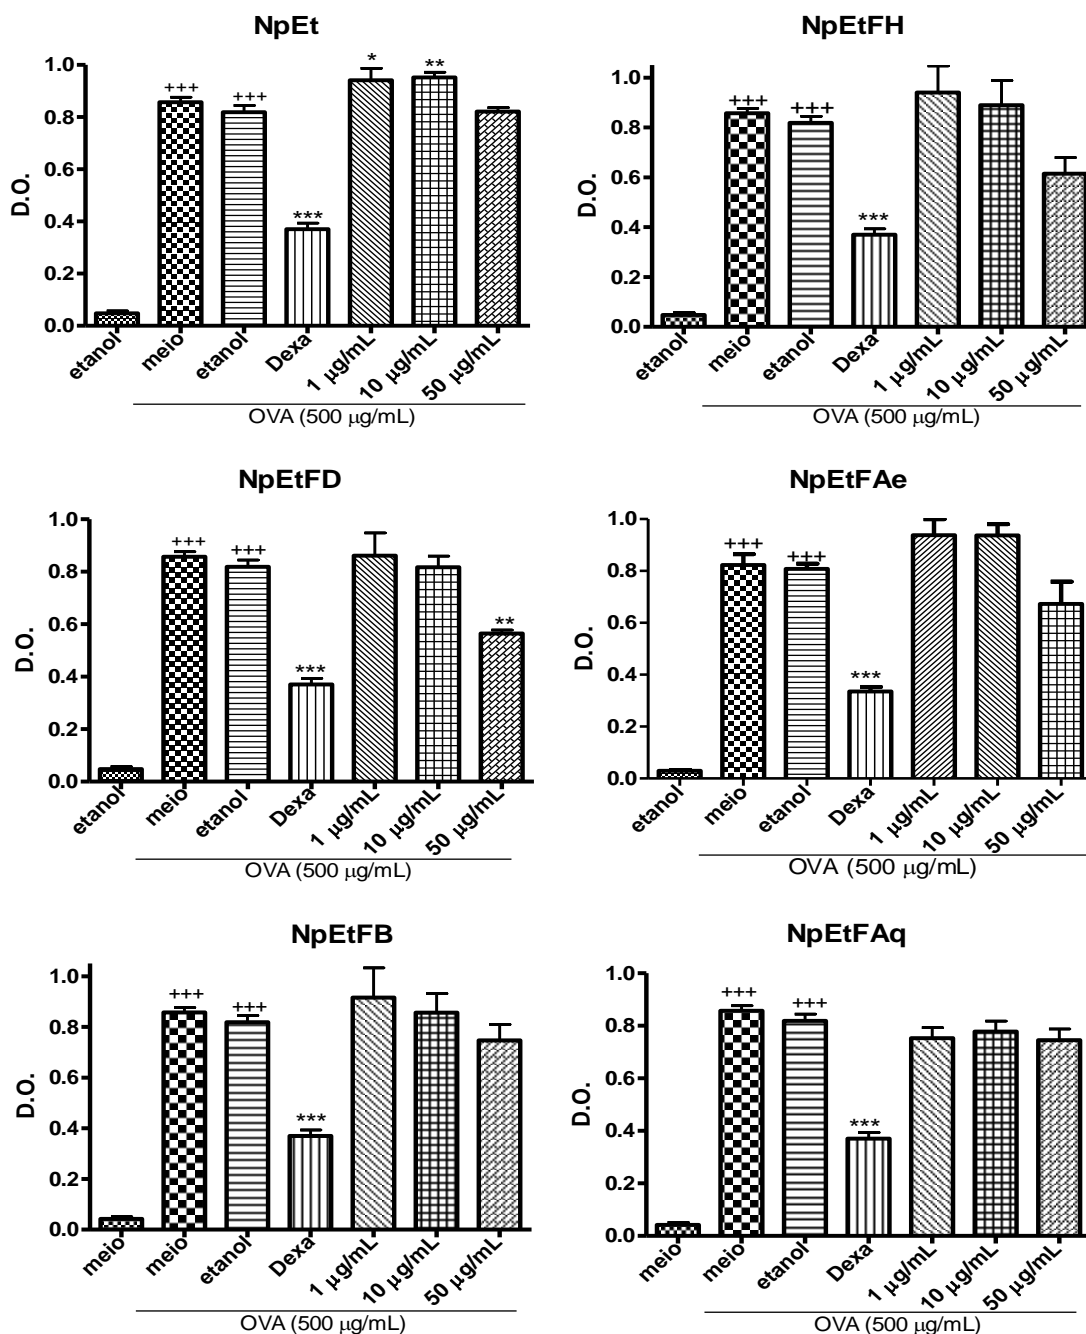 NpEt
+++
+++
***
*
**
1.0
0.8
0.6
0.4
0.2
0.0
D.O.
etanol
meio
etanol
Dexa
1 μg/mL
10 μg/mL
50 μg/mL
OVA (500 μg/mL)
NpEtFH
+++
+++
***
1.0
0.8
0.6
0.4
0.2
0.0
D.O.
etanol
meio
etanol
Dexa
1 μg/mL
10 μg/mL
50 μg/mL
OVA (500 μg/mL)
NpEtFD
+++
+++
***
**
1.0
0.8
0.6
0.4
0.2
0.0
D.O.
etanol
meio
etanol
Dexa
1 μg/mL
10 μg/mL
50 μg/mL
OVA (500 μg/mL)
NpEtFAe
+++
+++
***
1.0
0.8
0.6
0.4
0.2
0.0
D.O.
etanol
meio
etanol
Dexa
1 μg/mL
10 μg/mL
50 μg/mL
OVA (500 μg/mL)
NpEtFB
+++
+++
***
1.0
0.8
0.6
0.4
0.2
0.0
D.O.
meio
meio
etanol
Dexa
1 μg/mL
10 μg/mL
50 μg/mL
OVA (500 μg/mL)
NpEtFAq
+++
+++
***
1.0
0.8
0.6
0.4
0.2
0.0
D.O.
meio
meio
etanol
Dexa
1 μg/mL
10 μg/mL
50 μg/mL
OVA (500 μg/mL)